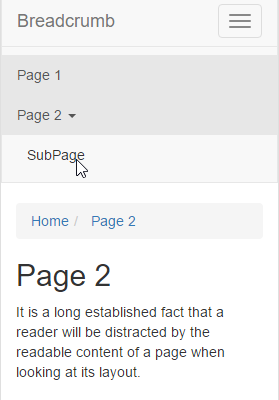 Breadcrumb
Page 1
Page 2
SubPage
Home / Page 2
Page 2
It is a long established fact that a
reader will be distracted by the
readable content of a page when
looking at its layout.